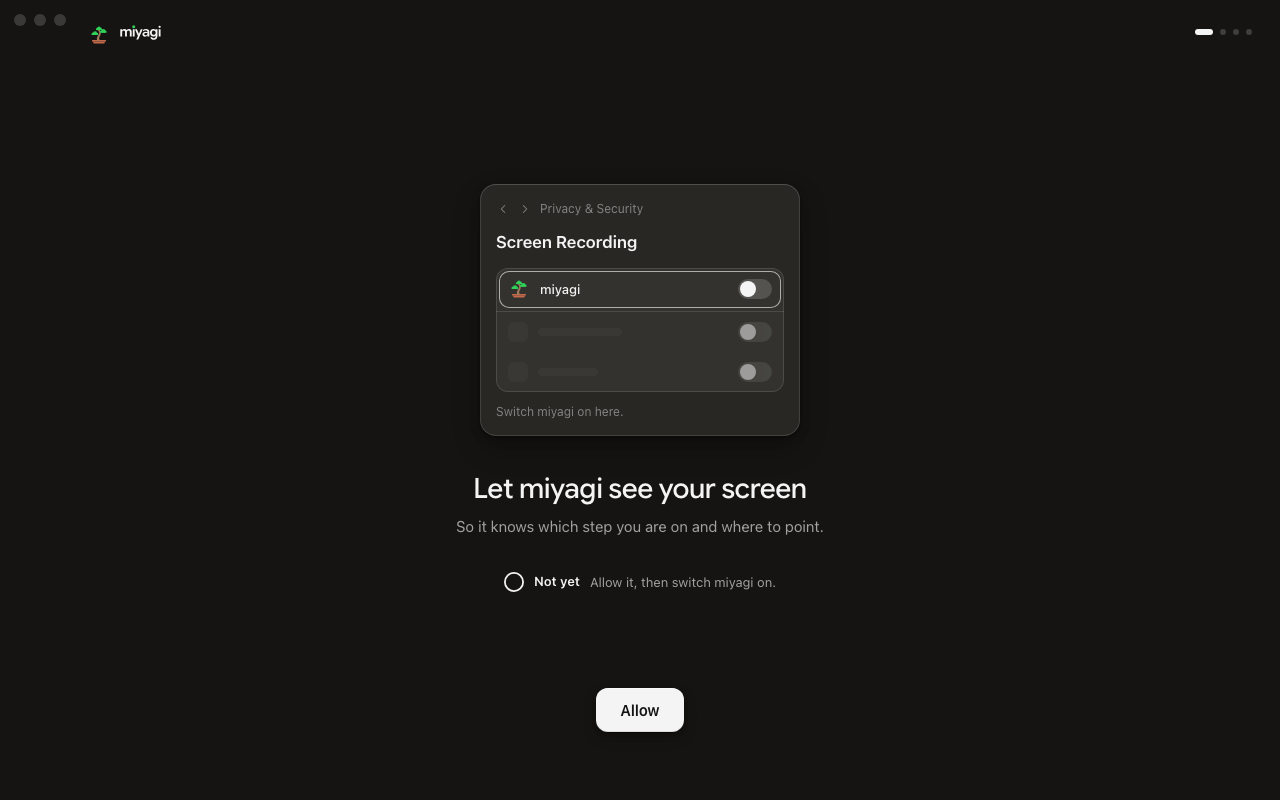 miyagi
Privacy & Security
Screen Recording
miyagi
Switch miyagi on here.
Let miyagi see your screen
So it knows which step you are on and where to point.
Not yet Allow it, then switch miyagi on.
Allow